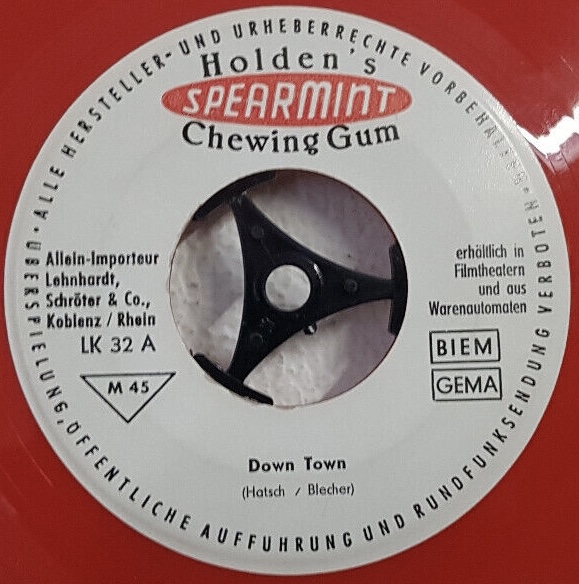 ALLE HERSTELLER- UND URHEBERRECHTE VORBEHALTEN • ÜBERSPIELUNG, ÖFFENTLICHE AUFFÜHRUNG UND RUNDFUNKSENDUNG VERBOTEN •
Holden's
SPEARMINT
Chewing Gum
Allein-Importeur
Lehnhardt,
Schröter & Co.,
Koblenz / Rhein
LK 32 A
M 45
erhöltlich in
Filmtheatern
und aus
Warenautomaten
BIEM
GEMA
Down Town
(Hatsch / Blecher)